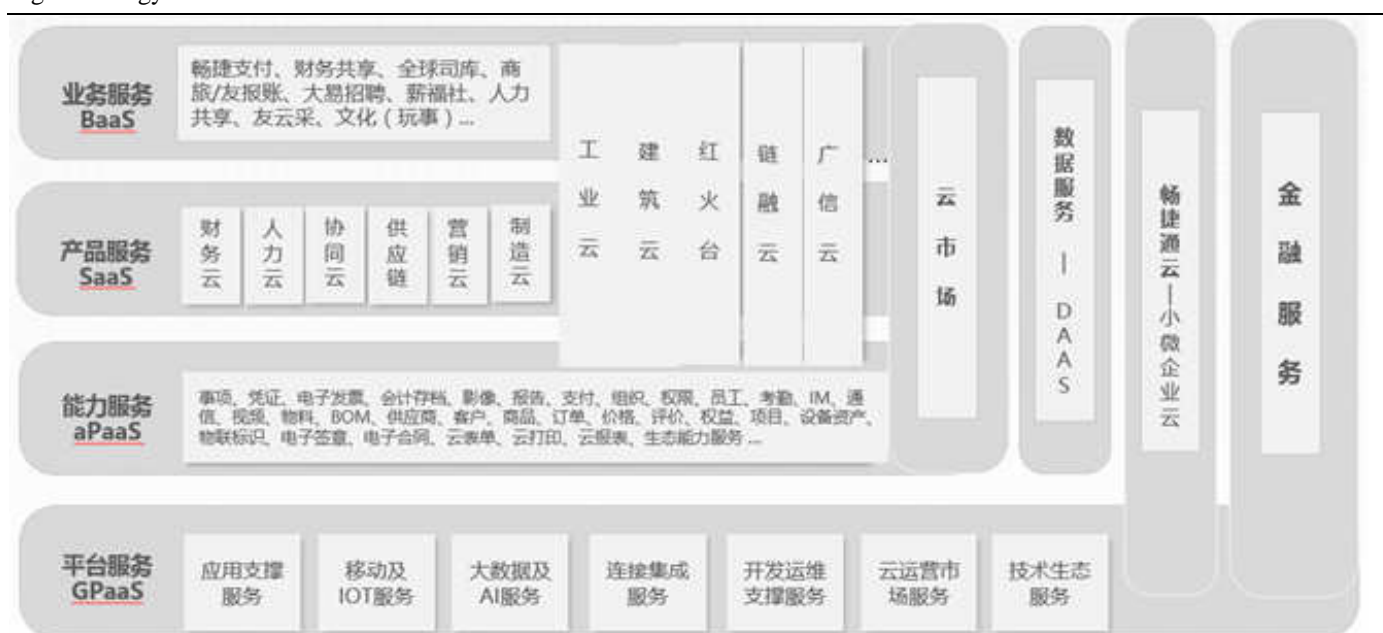 业务服务
BaaS
畅捷支付、财务共享、全球司库、商
旅/友报账、大易招聘、薪福社、人力
共享、友云采、文化（玩事）...
产品服务
SaaS
财务云
人力云
协同云
供应链
营销云
制造云
工业云
建筑云
红火台
链融云
广信云
...
能力服务
aPaaS
事项、凭证、电子发票、会计存档、影像、报告、支付、组织、权限、员工、考勤、IM、通
信、视频、物料、BOM、供应商、客户、商品、订单、价格、评价、权益、项目、设备资产、
物联标识、电子签章、电子合同、云表单、云打印、云报表、生态能力服务 ...
平台服务
GPaaS
应用支撑
服务
移动及
IOT服务
大数据及
AI服务
连接集成
服务
开发运维
支撑服务
云运营市
场服务
技术生态
服务
云市场
数据服务 — DAAS
畅捷通云—小微企业云
金融服务